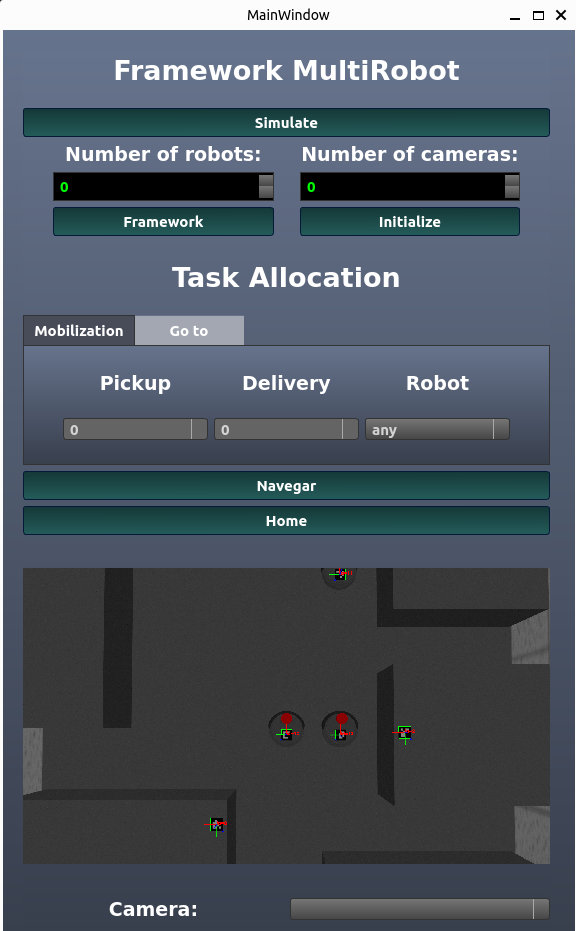 MainWindow
Framework MultiRobot
Simulate
Number of robots: Number of cameras:
0 0
Framework Initialize
Task Allocation
Mobilization Go to
Pickup Delivery Robot
0 0 any
Navegar
Home
Camera: